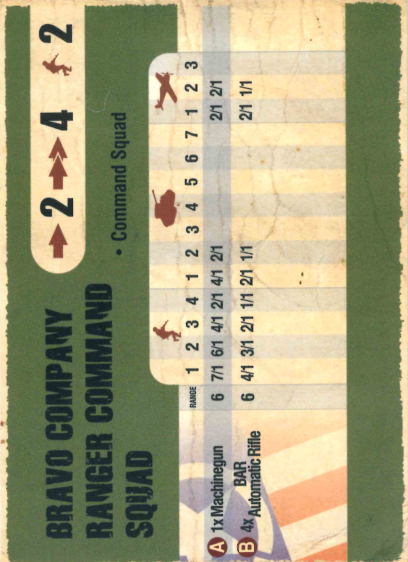 BRAVO COMPANY
RANGER COMMAND
SQUAD
2 4 2
• Command Squad
RANGE 1 2 3 4 1 2 3 4 5 6 7 1 2 3
A 1x Machinegun 6 7/1 6/1 4/1 2/1 4/1 2/1 2/1 2/1
BAR
B 4x Automatic Rifle 6 4/1 3/1 2/1 1/1 2/1 1/1 2/1 1/1